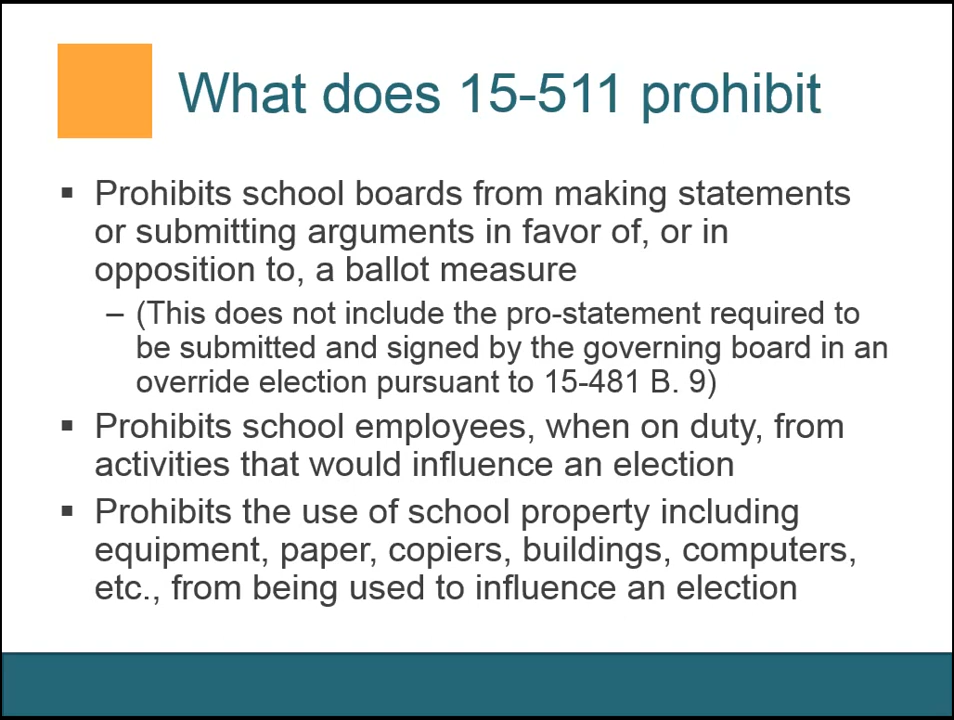 What does 15-511 prohibit
▪ Prohibits school boards from making statements
or submitting arguments in favor of, or in
opposition to, a ballot measure
– (This does not include the pro-statement required to
be submitted and signed by the governing board in an
override election pursuant to 15-481 B. 9)
▪ Prohibits school employees, when on duty, from
activities that would influence an election
▪ Prohibits the use of school property including
equipment, paper, copiers, buildings, computers,
etc., from being used to influence an election